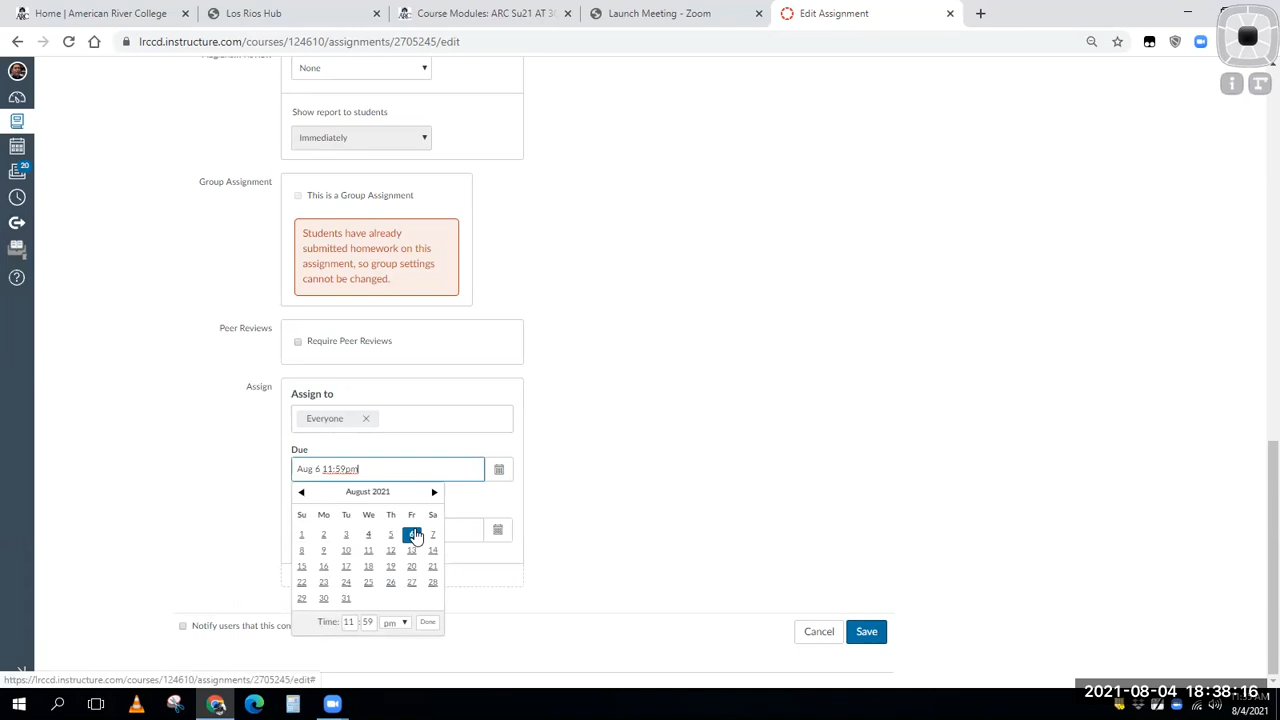 Home | American River College
Los Rios Hub
Course Modules: ARC Su21 AT 3
Launch Meeting - Zoom
Edit Assignment
lrccd.instructure.com/courses/124610/assignments/2705245/edit
None
Show report to students
Immediately
20
Group Assignment
This is a Group Assignment
Students have already
submitted homework on this
assignment, so group settings
cannot be changed.
Peer Reviews
Require Peer Reviews
Assign
Assign to
Everyone
Due
Aug 6 11:59pm
August 2021
Su Mo Tu We Th Fr Sa
1 2 3 4 5 6 7
8 9 10 11 12 13 14
15 16 17 18 19 20 21
22 23 24 25 26 27 28
29 30 31
Time: 11 : 59 pm Done
Notify users that this con
Cancel
Save
https://lrccd.instructure.com/courses/124610/assignments/2705245/edit#
2021-08-04 18:38:16
8/4/2021